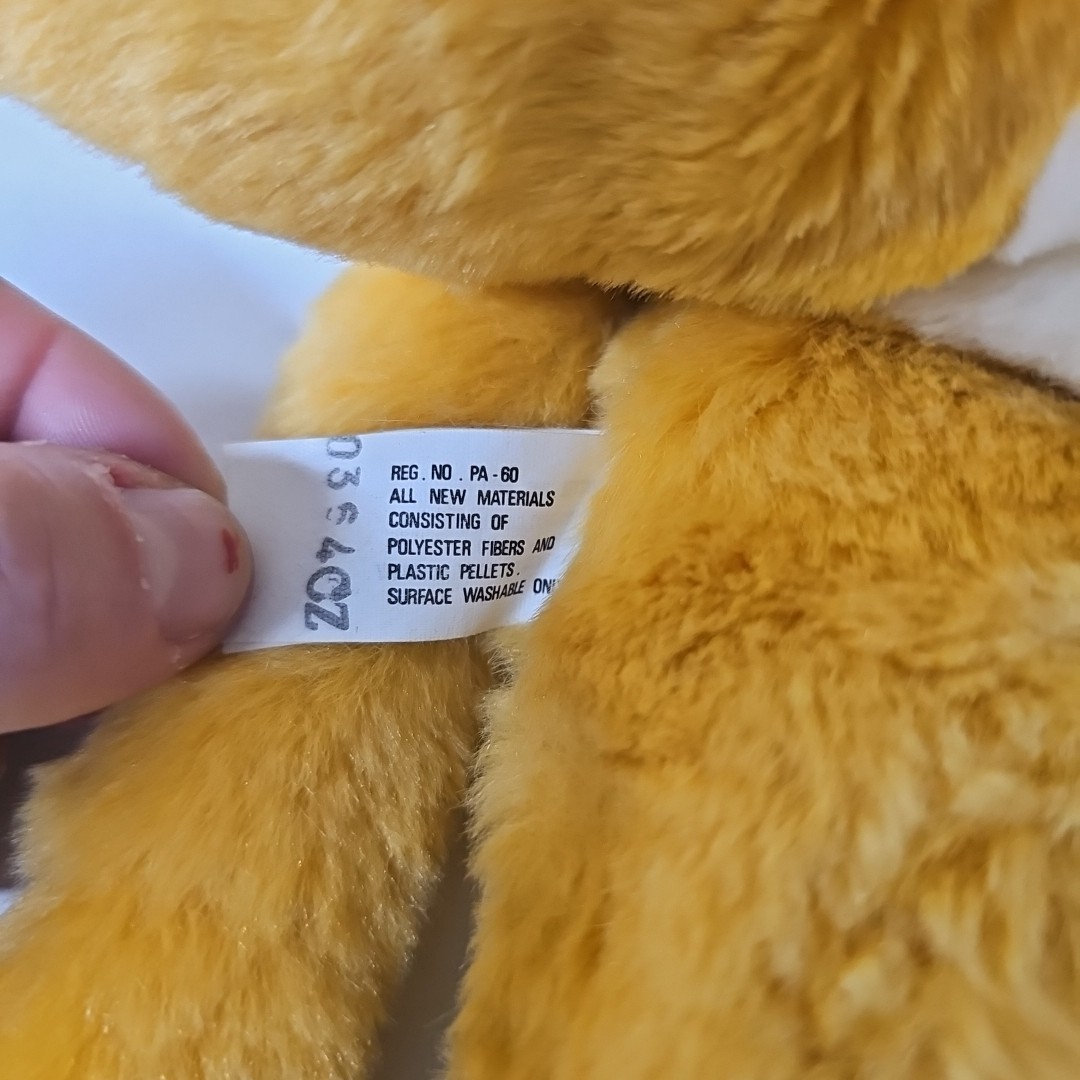 REG. NO. PA-60
ALL NEW MATERIALS
CONSISTING OF
POLYESTER FIBERS AND
PLASTIC PELLETS.
SURFACE WASHABLE